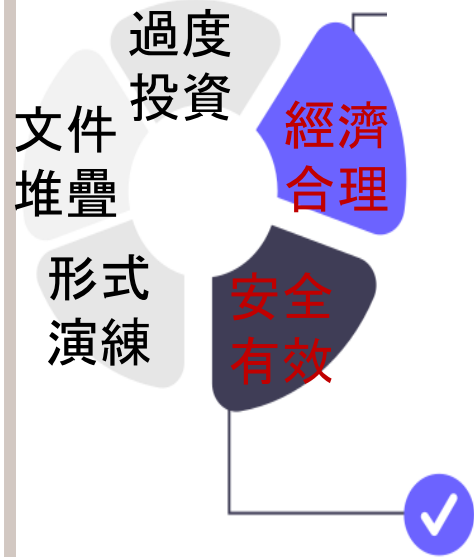 過度
投資
經濟
合理
文件
堆疊
形式
演練
安全
有效